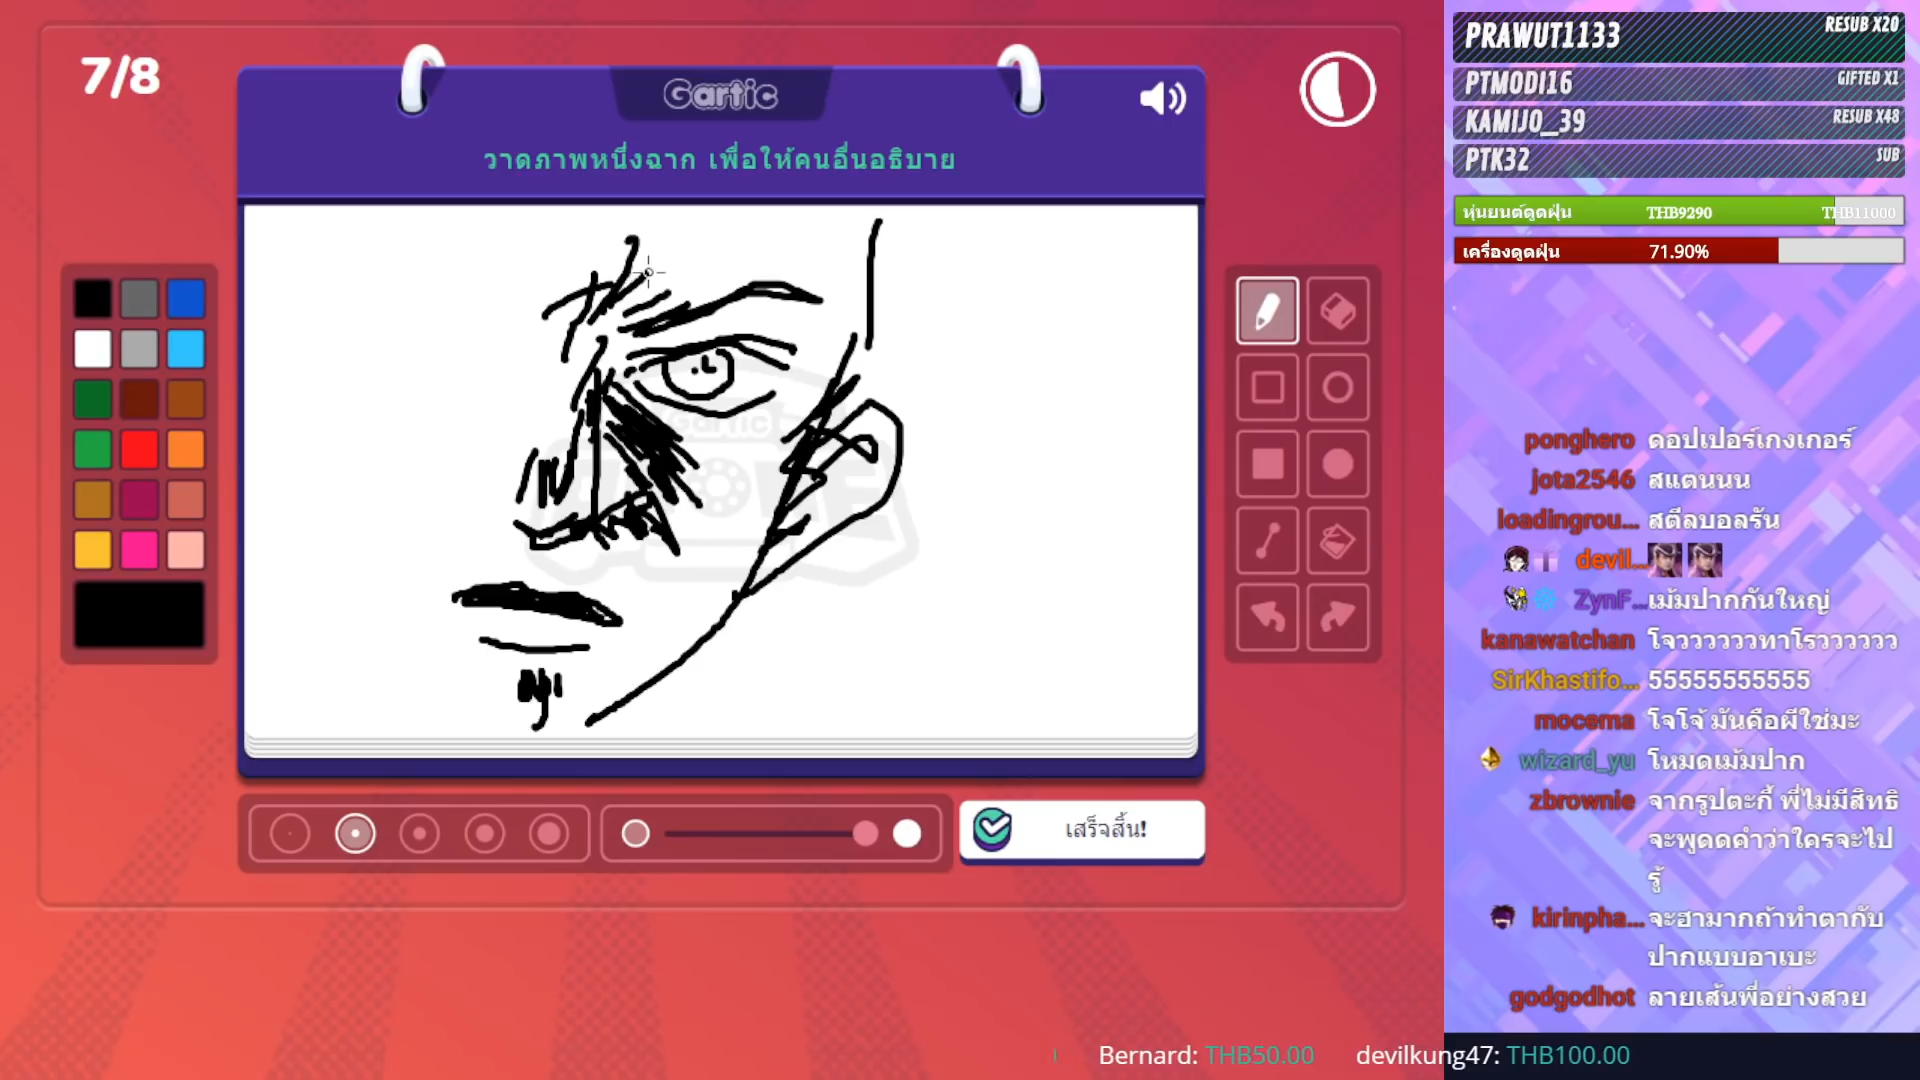 7/8
Gartic
วาดภาพหนึ่งฉาก เพื่อให้คนอื่นอธิบาย
เสร็จสิ้น!
PRAWUT1133 RESUB X20
PTMODI16 GIFTED X1
KAMIJO_39 RESUB X48
PTK32 SUB
หุ่นยนต์ดูดฝุ่น THB9290 THB11000
เครื่องดูดฝุ่น 71.90%
ponghero ดอปเปอร์เกงเกอร์
jota2546 สแตนนน
loadingrou... สตีลบอลรัน
devil...
ZynF... เม้มปากกันใหญ่
kanawatchan โจวววววววทาโรววววววว
SirKhastifo... 55555555555
mocema โจโจ้ มันคือผีใช่มะ
wizard_yu โหมดเม้มปาก
zbrownie จากรูปตะกี้ พี่ไม่มีสิทธิ
จะพูดดคำว่าใครจะไป
รู้
kirinpha... จะฮามากถ้าทำตากับ
ปากแบบอาเบะ
godgodhot ลายเส้นพี่อย่างสวย
Bernard: THB50.00 devilkung47: THB100.00